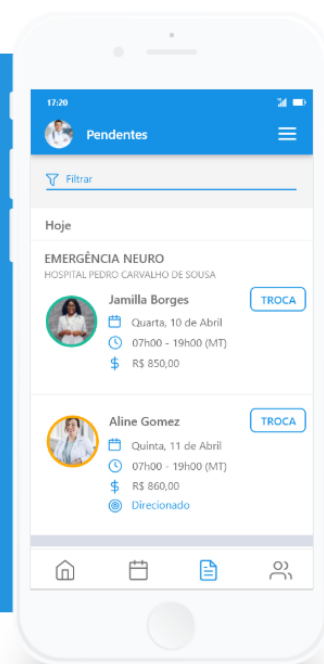 17:20
Pendentes
Filtrar
Hoje
EMERGÊNCIA NEURO
HOSPITAL PEDRO CARVALHO DE SOUSA
Jamilla Borges
TROCA
Quarta, 10 de Abril
07h00 - 19h00 (MT)
$ R$ 850,00
Aline Gomez
TROCA
Quinta, 11 de Abril
07h00 - 19h00 (MT)
$ R$ 860,00
Direcionado